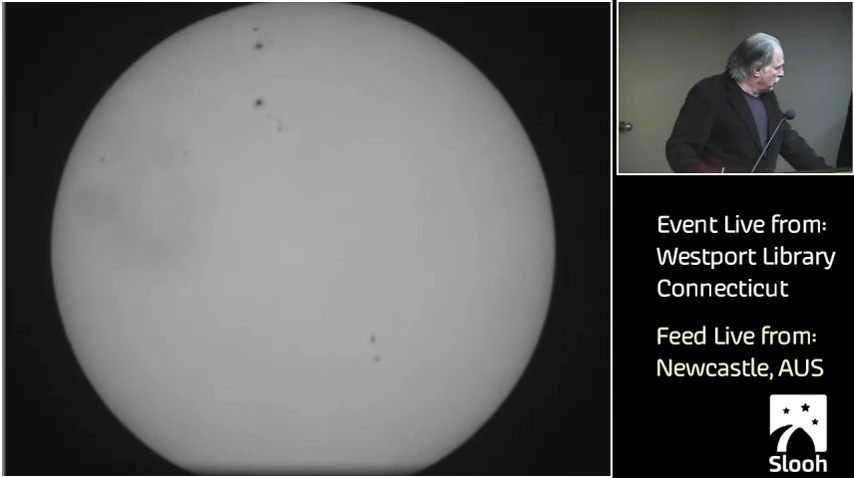 Event Live from:
Westport Library
Connecticut
Feed Live from:
Newcastle, AUS
Slooh